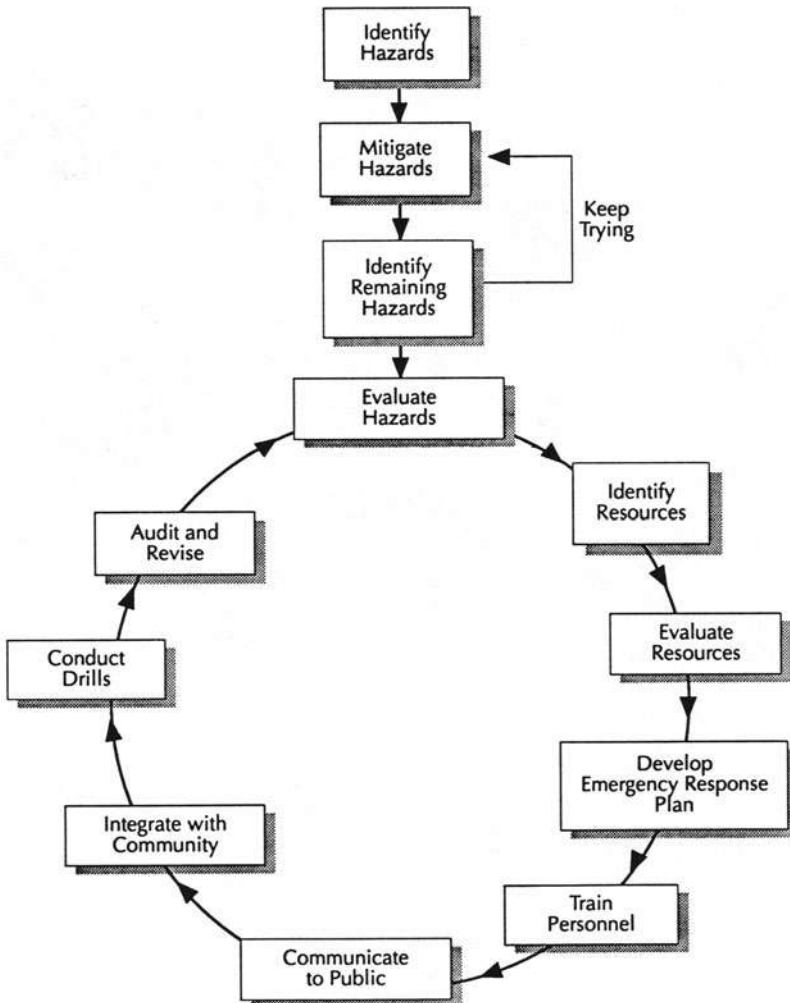 Identify
Hazards
Mitigate
Hazards
Keep
Trying
Identify
Remaining
Hazards
Evaluate
Hazards
Identify
Resources
Evaluate
Resources
Develop
Emergency Response
Plan
Train
Personnel
Communicate
to Public
Integrate with
Community
Conduct
Drills
Audit and
Revise